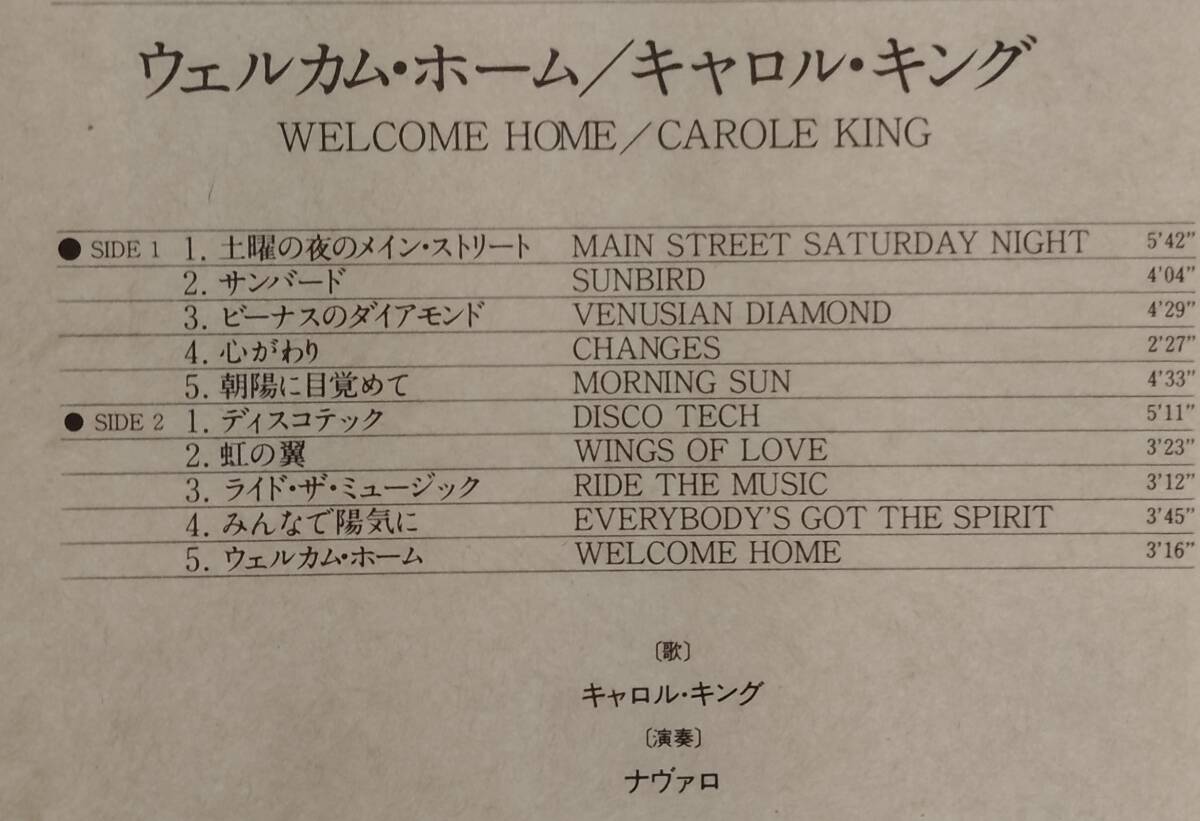 ウェルカム・ホーム／キャロル・キング
WELCOME HOME／CAROLE KING
● SIDE 1 1. 土曜の夜のメイン・ストリート MAIN STREET SATURDAY NIGHT 5'42"
2. サンバード SUNBIRD 4'04"
3. ビーナスのダイアモンド VENUSIAN DIAMOND 4'29"
4. 心がわり CHANGES 2'27"
5. 朝陽に目覚めて MORNING SUN 4'33"
● SIDE 2 1. ディスコテック DISCO TECH 5'11"
2. 虹の翼 WINGS OF LOVE 3'23"
3. ライド・ザ・ミュージック RIDE THE MUSIC 3'12"
4. みんなで陽気に EVERYBODY'S GOT THE SPIRIT 3'45"
5. ウェルカム・ホーム WELCOME HOME 3'16"
〔歌〕
キャロル・キング
〔演奏〕
ナヴァロ